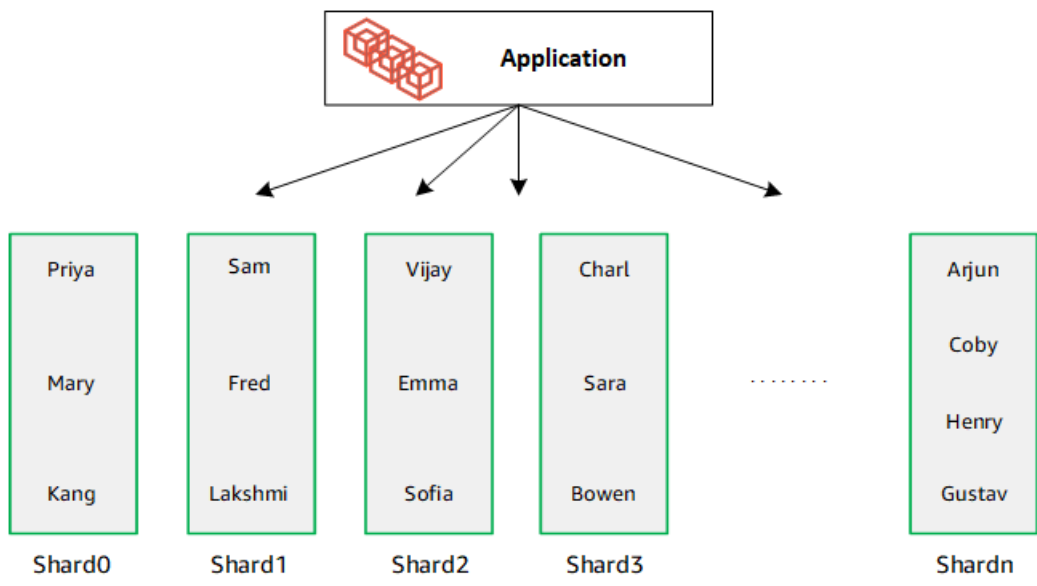 Application
Priya
Mary
Kang
Shard0
Sam
Fred
Lakshmi
Shard1
Vijay
Emma
Sofia
Shard2
Charl
Sara
Bowen
Shard3
........
Arjun
Coby
Henry
Gustav
Shardn